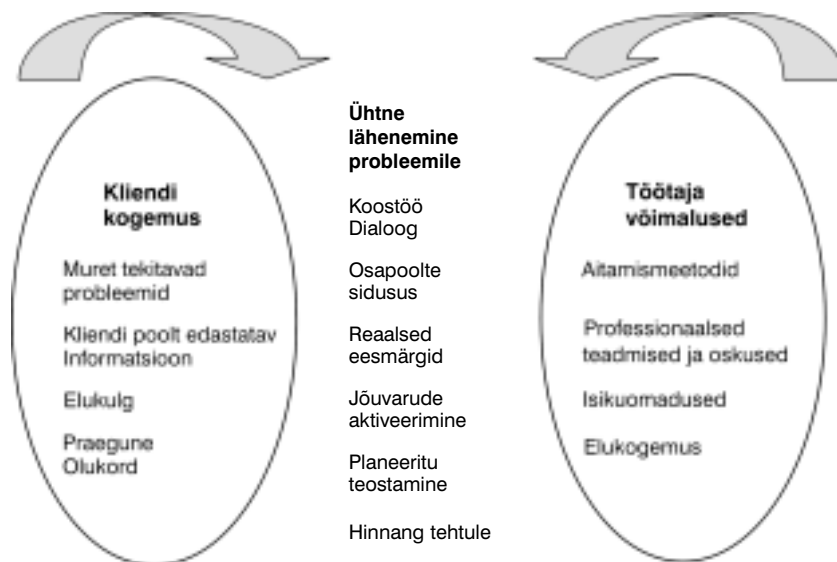 Kliendi
kogemus
Muret tekitavad
probleemid
Kliendi poolt edastatav
Informatsioon
Elukulg
Praegune
Olukord
Ühtne
lähenemine
probleemile
Koostöö
Dialoog
Osapoolte
sidusus
Reaalsed
eesmärgid
Jõuvarude
aktiveerimine
Planeeritu
teostamine
Hinnang tehtule
Töötaja
võimalused
Aitamismeetodid
Professionaalsed
teadmised ja oskused
Isikuomadused
Elukogemus